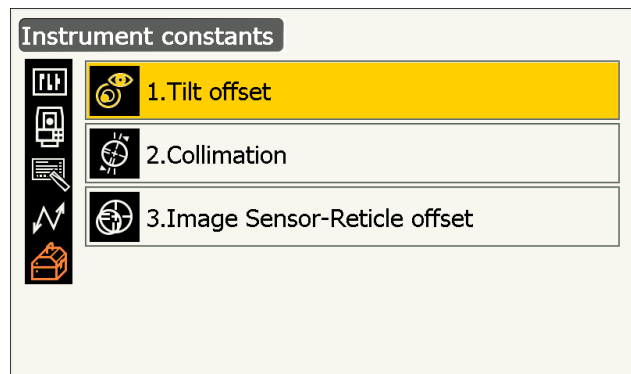 Instrument constants
1.Tilt offset
2.Collimation
3.Image Sensor-Reticle offset